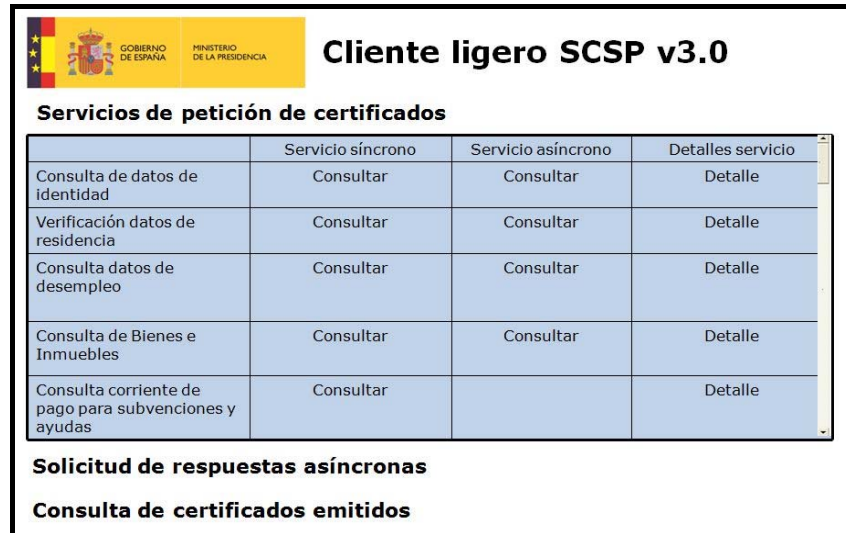 GOBIERNO
DE ESPAÑA
MINISTERIO
DE LA PRESIDENCIA
Cliente ligero SCSP v3.0
Servicios de petición de certificados
Servicio síncrono Servicio asíncrono Detalles servicio
Consulta de datos de Consultar Consultar Detalle
identidad
Verificación datos de Consultar Consultar Detalle
residencia
Consulta datos de Consultar Consultar Detalle
desempleo
Consulta de Bienes e Consultar Consultar Detalle
Inmuebles
Consulta corriente de Consultar Detalle
pago para subvenciones y
ayudas
Solicitud de respuestas asíncronas
Consulta de certificados emitidos